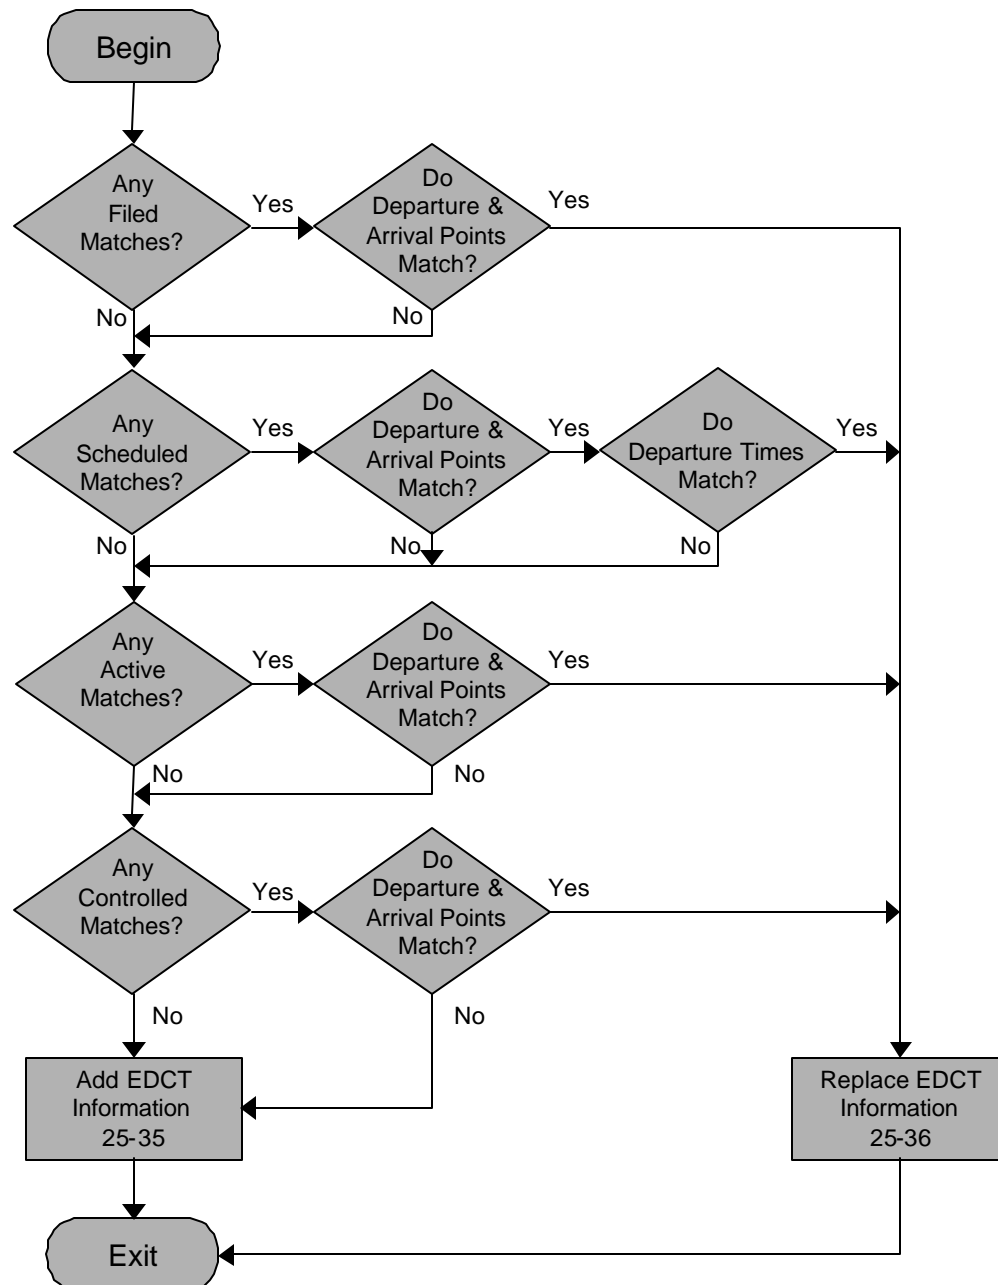 Begin
Any
Filed
Matches?
Yes
Do
Departure &
Arrival Points
Match?
Yes
No
No
Any
Scheduled
Matches?
Yes
Do
Departure &
Arrival Points
Match?
Yes
Do
Departure Times
Match?
Yes
No
No
No
Any
Active
Matches?
Yes
Do
Departure &
Arrival Points
Match?
Yes
No
No
Any
Controlled
Matches?
Yes
Do
Departure &
Arrival Points
Match?
Yes
No
No
Add EDCT
Information
25-35
Replace EDCT
Information
25-36
Exit